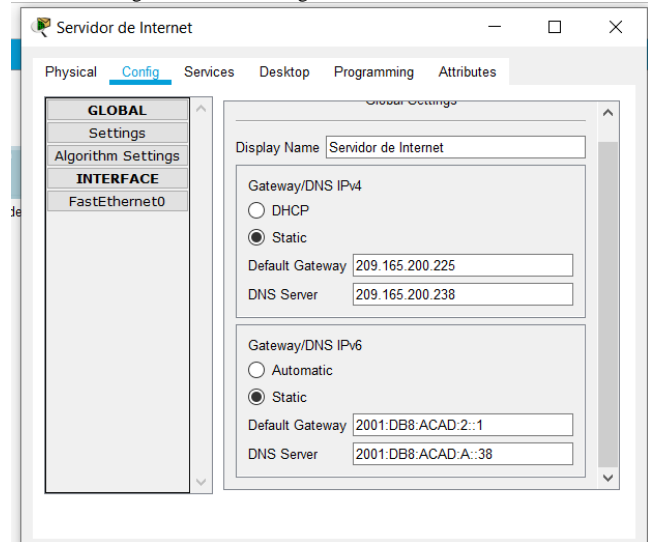 Servidor de Internet
Physical Config Services Desktop Programming Attributes
GLOBAL
Settings
Algorithm Settings
INTERFACE
FastEthernet0
Global Settings
Display Name Servidor de Internet
Gateway/DNS IPv4
DHCP
Static
Default Gateway 209.165.200.225
DNS Server 209.165.200.238
Gateway/DNS IPv6
Automatic
Static
Default Gateway 2001:DB8:ACAD:2::1
DNS Server 2001:DB8:ACAD:A::38